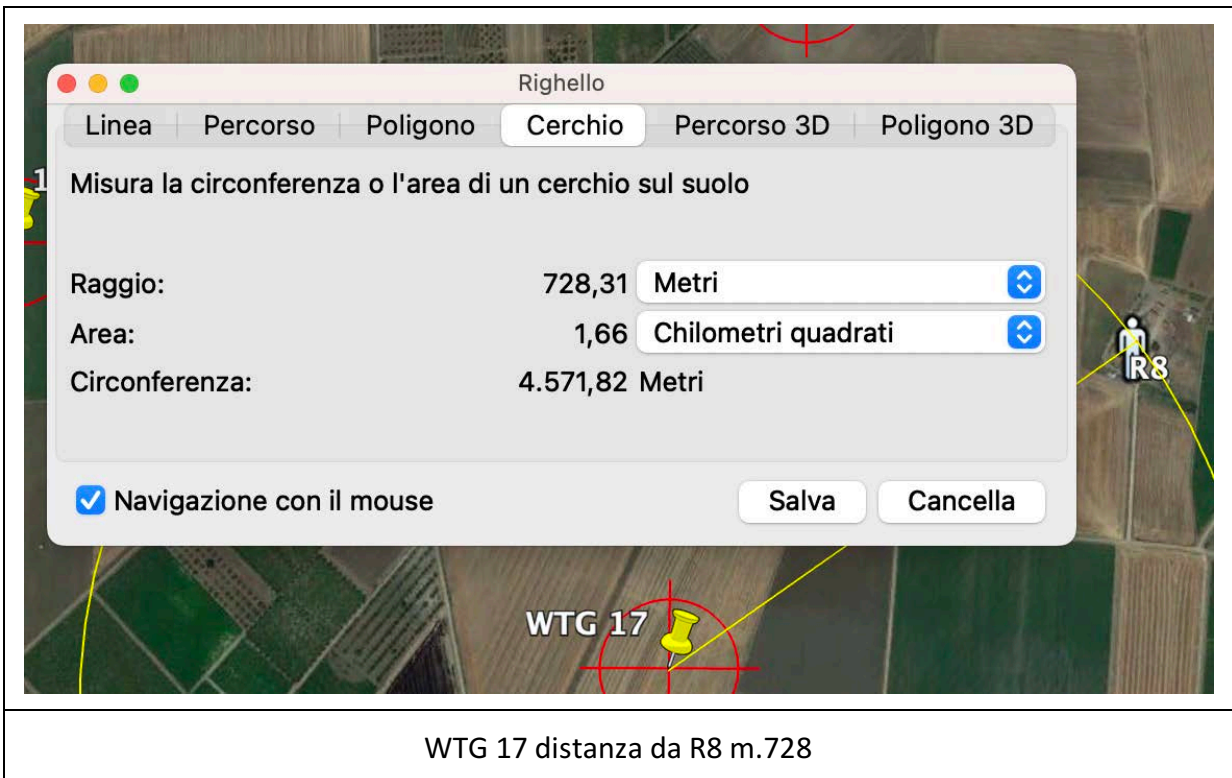 Righello
Linea Percorso Poligono Cerchio Percorso 3D Poligono 3D
1
Misura la circonferenza o l'area di un cerchio sul suolo
Raggio: 728,31 Metri
Area: 1,66 Chilometri quadrati
Circonferenza: 4.571,82 Metri
R8
Navigazione con il mouse Salva Cancella
WTG 17
WTG 17 distanza da R8 m.728